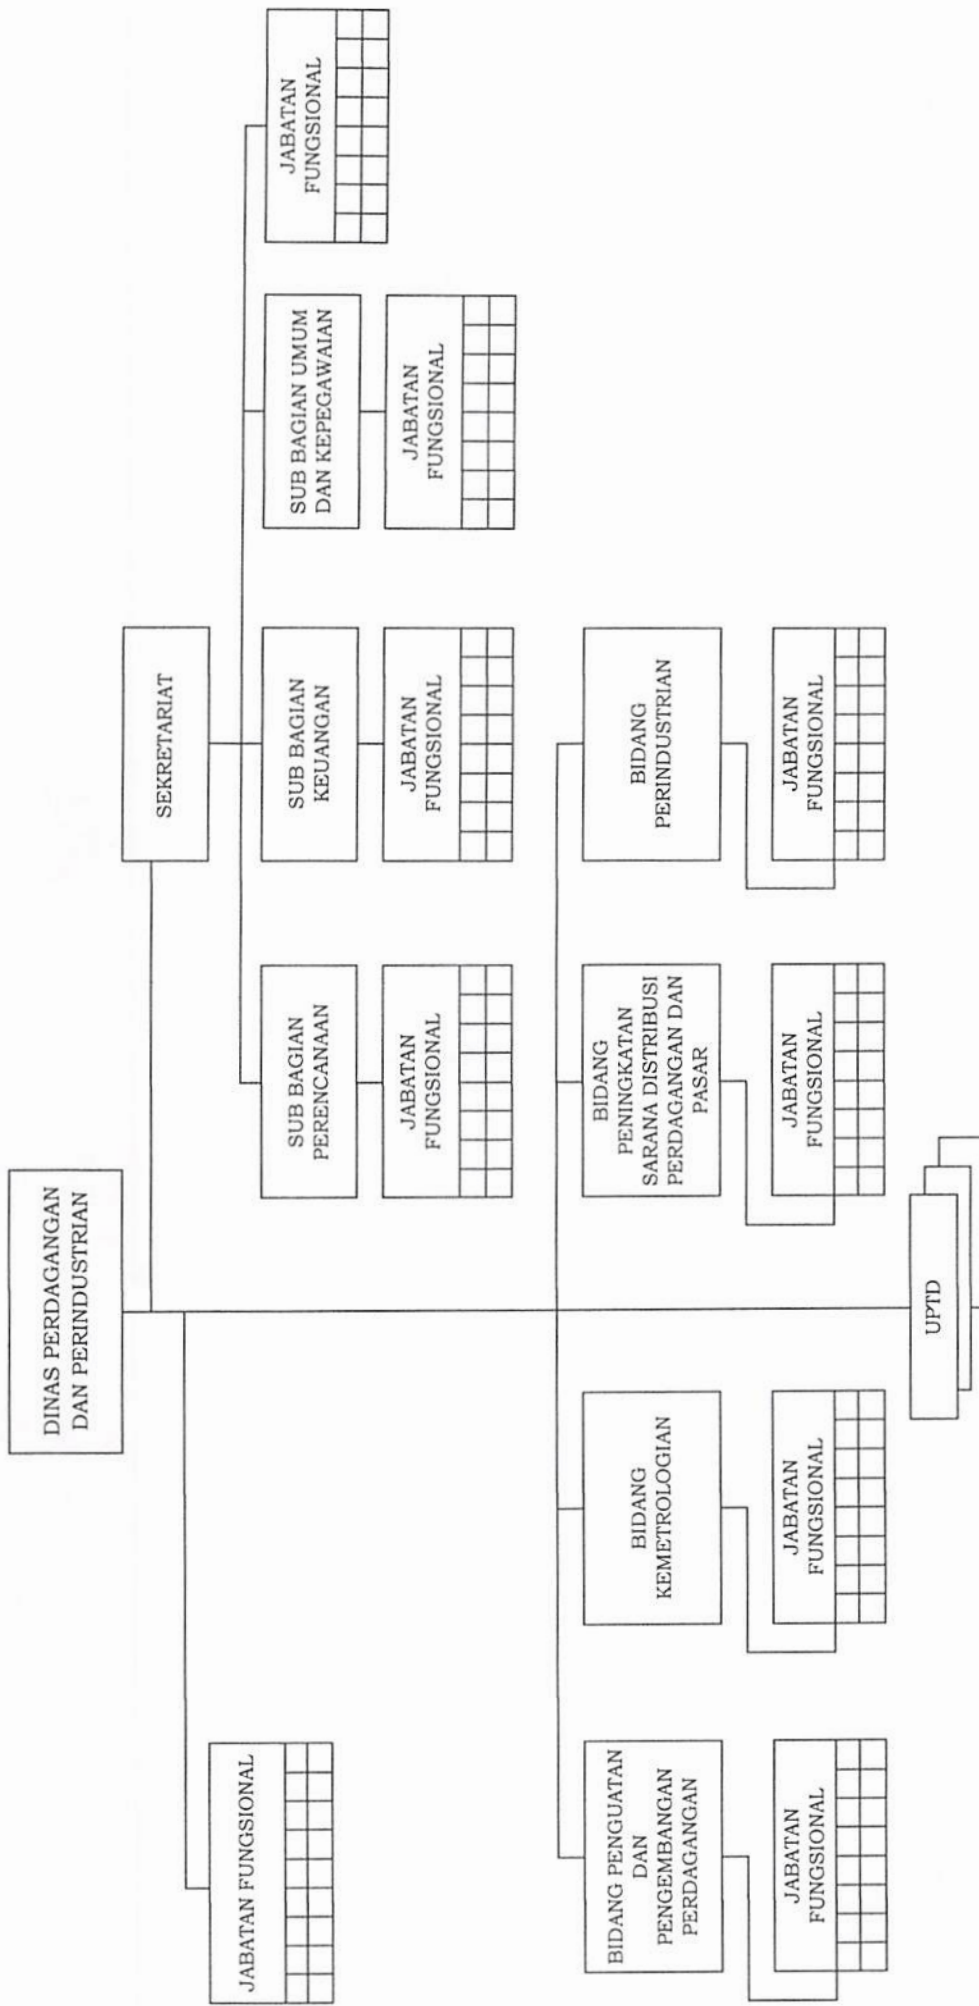 DINAS PERDAGANGAN
DAN PERINDUSTRIAN
SEKRETARIAT
JABATAN FUNGSIONAL
SUB BAGIAN
PERENCANAAN
SUB BAGIAN
KEUANGAN
SUB BAGIAN UMUM
DAN KEPEGAWAIAN
JABATAN
FUNGSIONAL
JABATAN
FUNGSIONAL
JABATAN
FUNGSIONAL
JABATAN
FUNGSIONAL
BIDANG PENGUATAN
DAN
PENGEMBANGAN
PERDAGANGAN
BIDANG
KEMETROLOGIAN
BIDANG
PENINGKATAN
SARANA DISTRIBUSI
PERDAGANGAN DAN
PASAR
BIDANG
PERINDUSTRIAN
JABATAN
FUNGSIONAL
JABATAN
FUNGSIONAL
JABATAN
FUNGSIONAL
JABATAN
FUNGSIONAL
UPTD